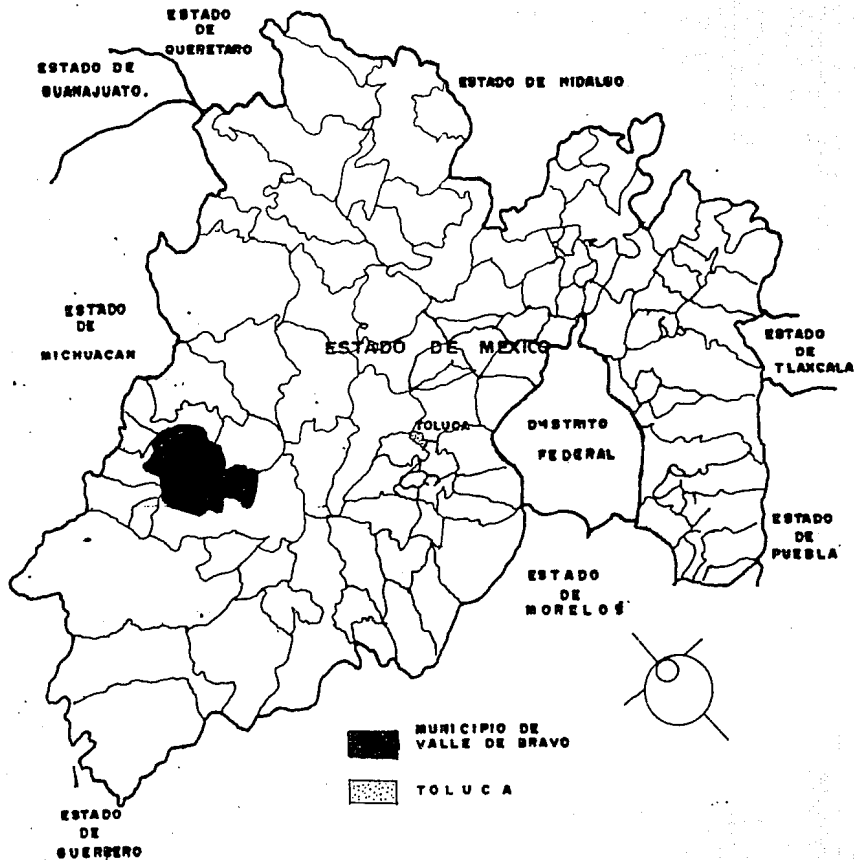 ESTADO
DE
QUERETARO
ESTADO DE
GUANAJUATO.
ESTADO DE HIDALGO
ESTADO
DE
MICHUACAN
ESTADO DE MEXICO
ESTADO
DE
TLAXCALA
TOLUCA
DISTRITO
FEDERAL
ESTADO
DE
PUEBLA
ESTADO
DE
MORELOS
MUNICIPIO DE
VALLE DE BRAVO
TOLUCA
ESTADO
DE
GUERRERO